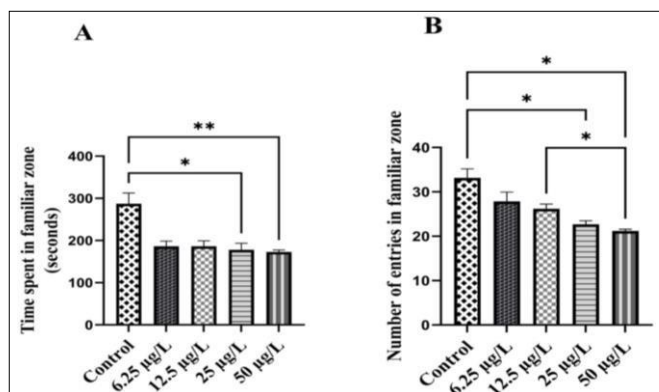 A
Time spent in familiar zone
(seconds)
400
300
200
100
0
**
*
Control
6.25 µg/L
12.5 µg/L
25 µg/L
50 µg/L
B
Number of entries in familiar zone
40
30
20
10
0
*
*
*
Control
6.25 µg/L
12.5 µg/L
25 µg/L
50 µg/L